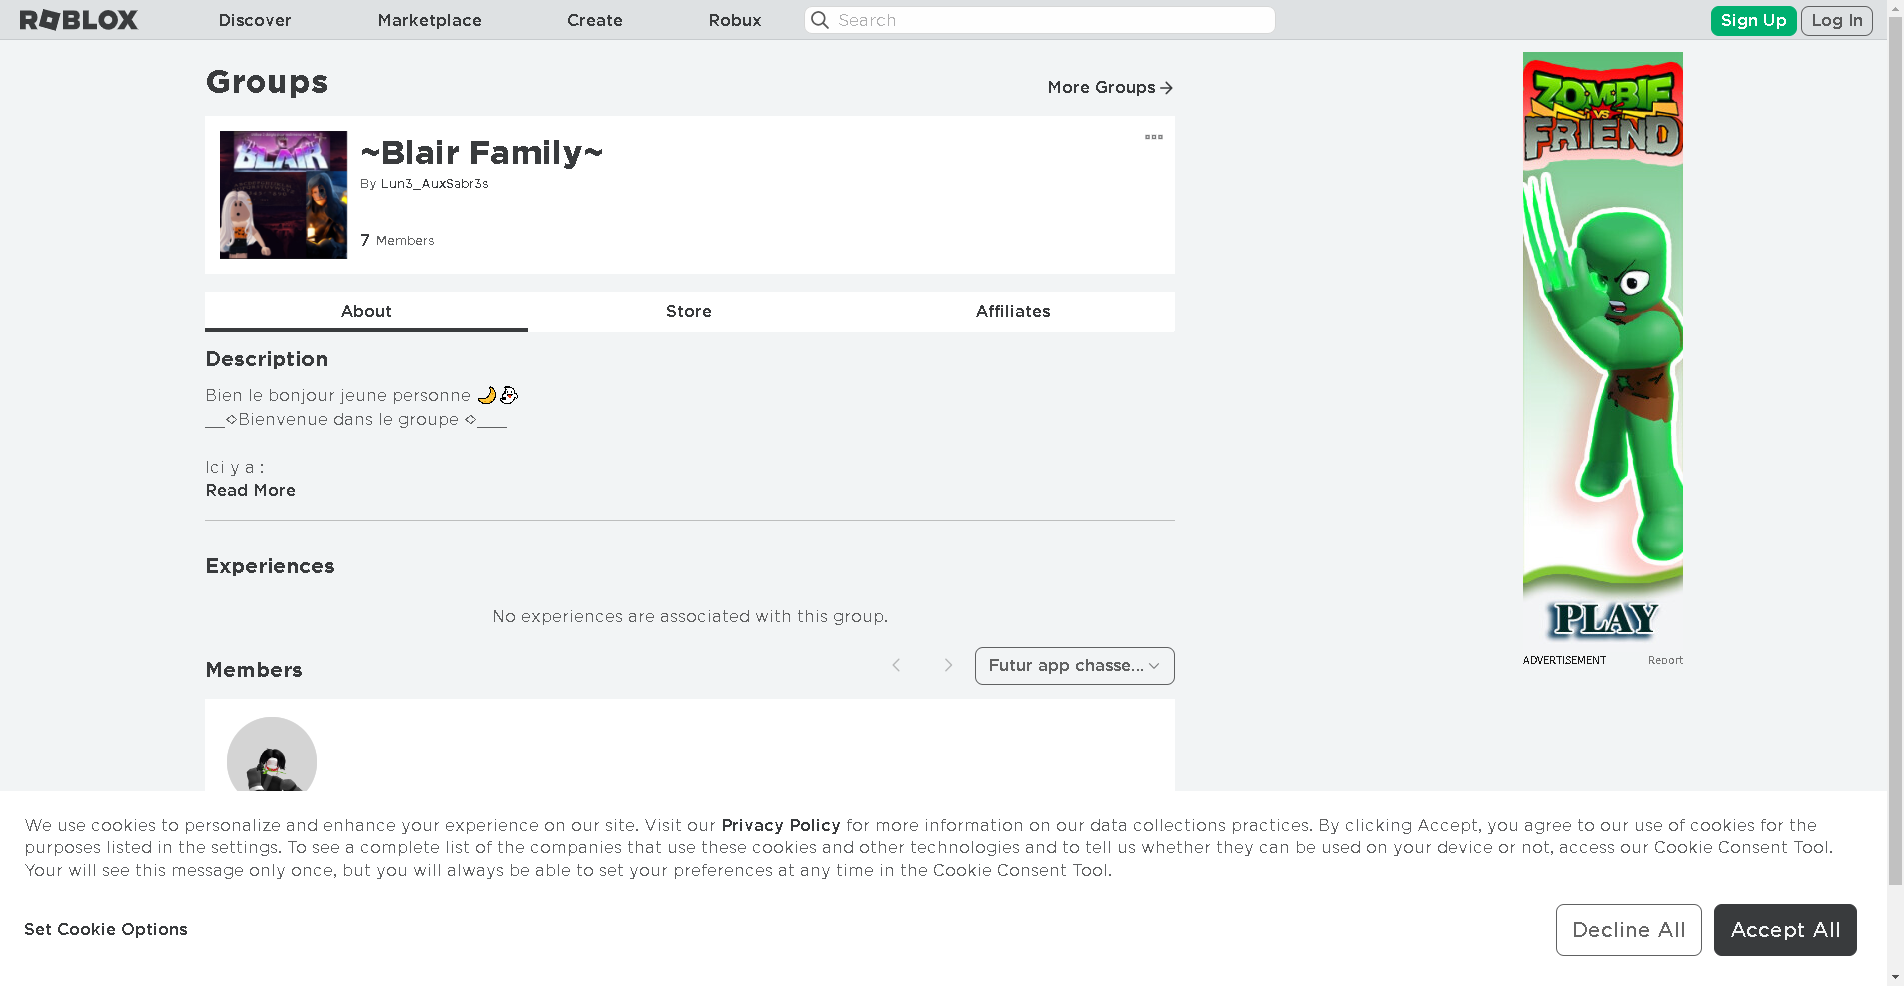 ROBLOX Discover Marketplace Create Robux Search Sign Up Log In
Groups
More Groups
BLAIR
~Blair Family~
By Lun3_AuxSabr3s
7 Members
About Store Affiliates
Description
Bien le bonjour jeune personne 🌙👻
__◇Bienvenue dans le groupe ◇___
Ici y a :
Read More
Experiences
No experiences are associated with this group.
Members
Futur app chasse...
ZOMBIE
VS
FRIEND
PLAY
ADVERTISEMENT Report
We use cookies to personalize and enhance your experience on our site. Visit our Privacy Policy for more information on our data collections practices. By clicking Accept, you agree to our use of cookies for the
purposes listed in the settings. To see a complete list of the companies that use these cookies and other technologies and to tell us whether they can be used on your device or not, access our Cookie Consent Tool.
Your will see this message only once, but you will always be able to set your preferences at any time in the Cookie Consent Tool.
Set Cookie Options
Decline All Accept All